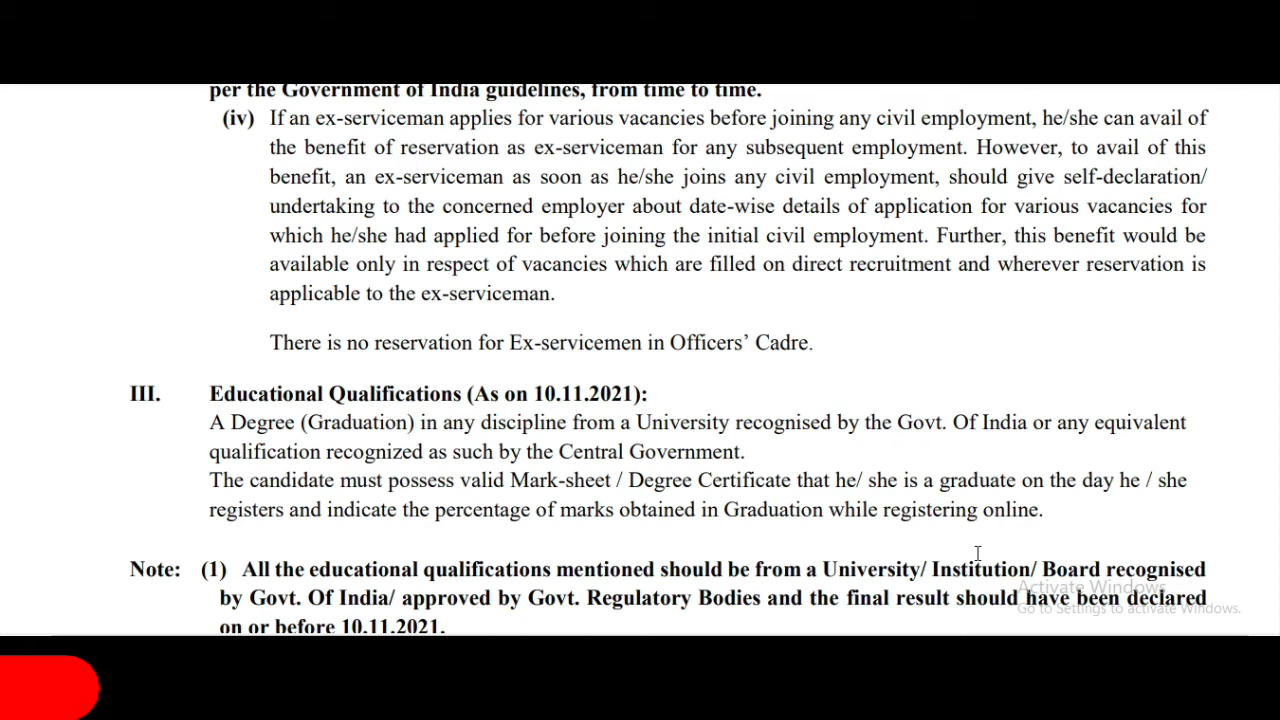 per the Government of India guidelines, from time to time.
(iv) If an ex-serviceman applies for various vacancies before joining any civil employment, he/she can avail of
the benefit of reservation as ex-serviceman for any subsequent employment. However, to avail of this
benefit, an ex-serviceman as soon as he/she joins any civil employment, should give self-declaration/
undertaking to the concerned employer about date-wise details of application for various vacancies for
which he/she had applied for before joining the initial civil employment. Further, this benefit would be
available only in respect of vacancies which are filled on direct recruitment and wherever reservation is
applicable to the ex-serviceman.
There is no reservation for Ex-servicemen in Officers’ Cadre.
III. Educational Qualifications (As on 10.11.2021):
A Degree (Graduation) in any discipline from a University recognised by the Govt. Of India or any equivalent
qualification recognized as such by the Central Government.
The candidate must possess valid Mark-sheet / Degree Certificate that he/ she is a graduate on the day he / she
registers and indicate the percentage of marks obtained in Graduation while registering online.
Note: (1) All the educational qualifications mentioned should be from a University/ Institution/ Board recognised
Activate Windows
by Govt. Of India/ approved by Govt. Regulatory Bodies and the final result should have been declared
Go to Settings to activate Windows.
on or before 10.11.2021.